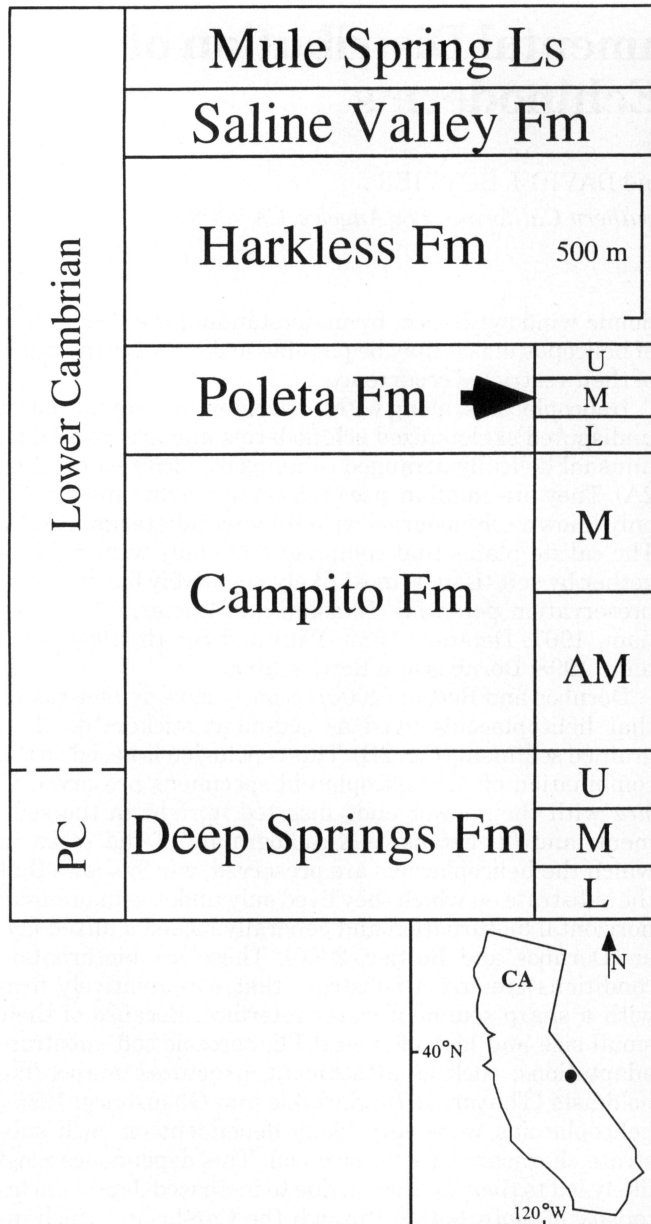 Mule Spring Ls
Saline Valley Fm
Harkless Fm
500 m
Lower Cambrian
Poleta Fm
U
M
L
Campito Fm
M
AM
PC
Deep Springs Fm
U
M
L
CA
N
40°N
120°W